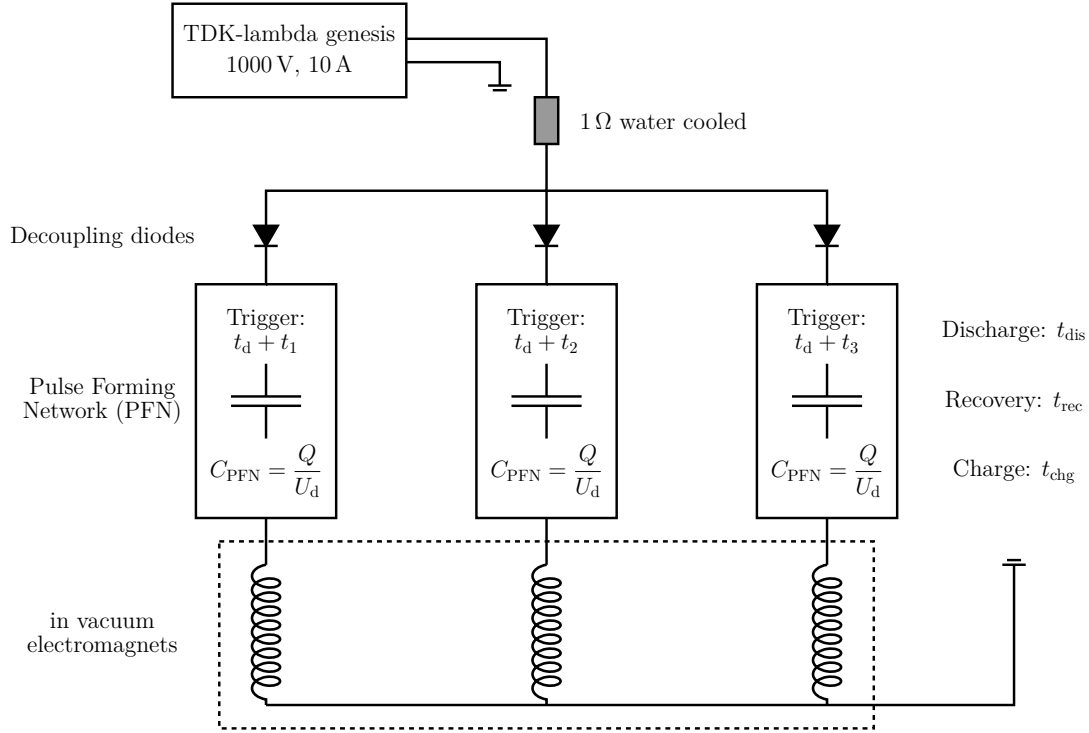 TDK-lambda genesis
1000 V, 10 A
1 Ω water cooled
Decoupling diodes
Trigger:
t_d + t_1
Trigger:
t_d + t_2
Trigger:
t_d + t_3
Discharge: t_dis
Pulse Forming
Network (PFN)
Recovery: t_rec
C_PFN = Q/U_d
C_PFN = Q/U_d
C_PFN = Q/U_d
Charge: t_chg
in vacuum
electromagnets